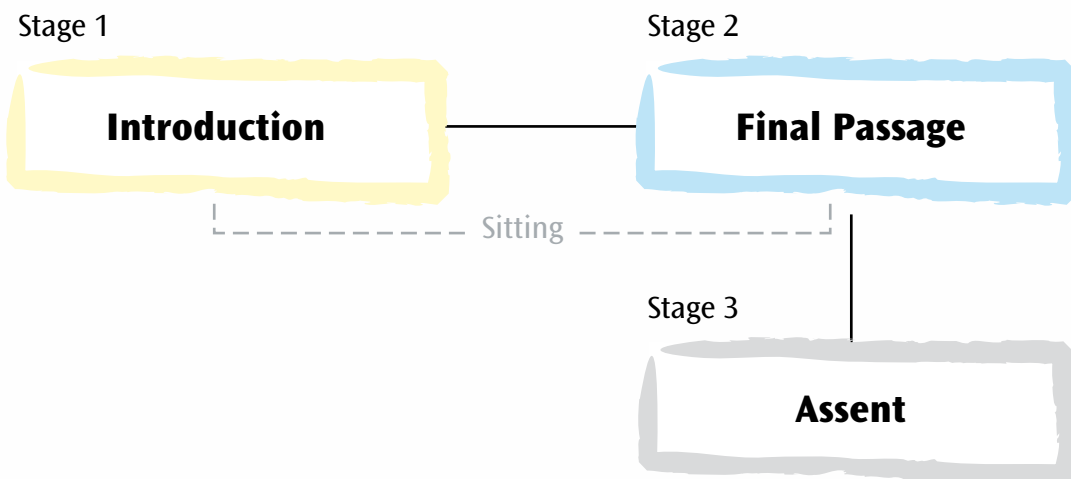 Stage 1
Stage 2
Introduction
Final Passage
Sitting
Stage 3
Assent